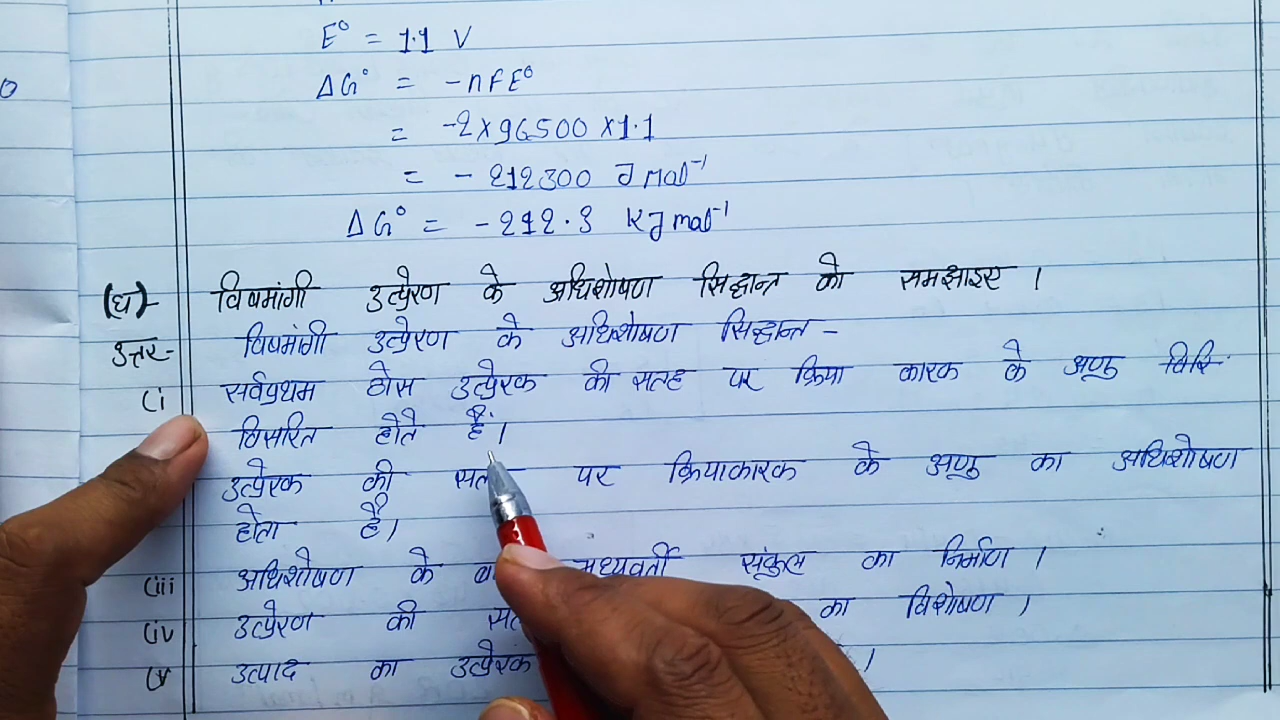 0
E° = 1.1 V
ΔG° = -nFE°
= -2×96500×1.1
= - 212300 J mol⁻¹
ΔG° = - 212.3 kJ mol⁻¹
(घ)- विषमांगी उत्प्रेरण के अधिशोषण सिद्धान्त को समझाइए ।
उत्तर- विषमांगी उत्प्रेरण के अधिशोषण सिद्धान्त -
(i सर्वप्रथम ठोस उत्प्रेरक की सतह पर क्रिया कारक के अणु
विसरित होते हैं।
उत्प्रेरक की पर क्रियाकारक के अणु का अधिशोषण
होता है।
(iii अधिशोषण के मध्यवर्ती संकुल का निर्माण ।
(iv उत्प्रेरण की का विशोषण ।
(v उत्पाद का उत्प्रेरक ।